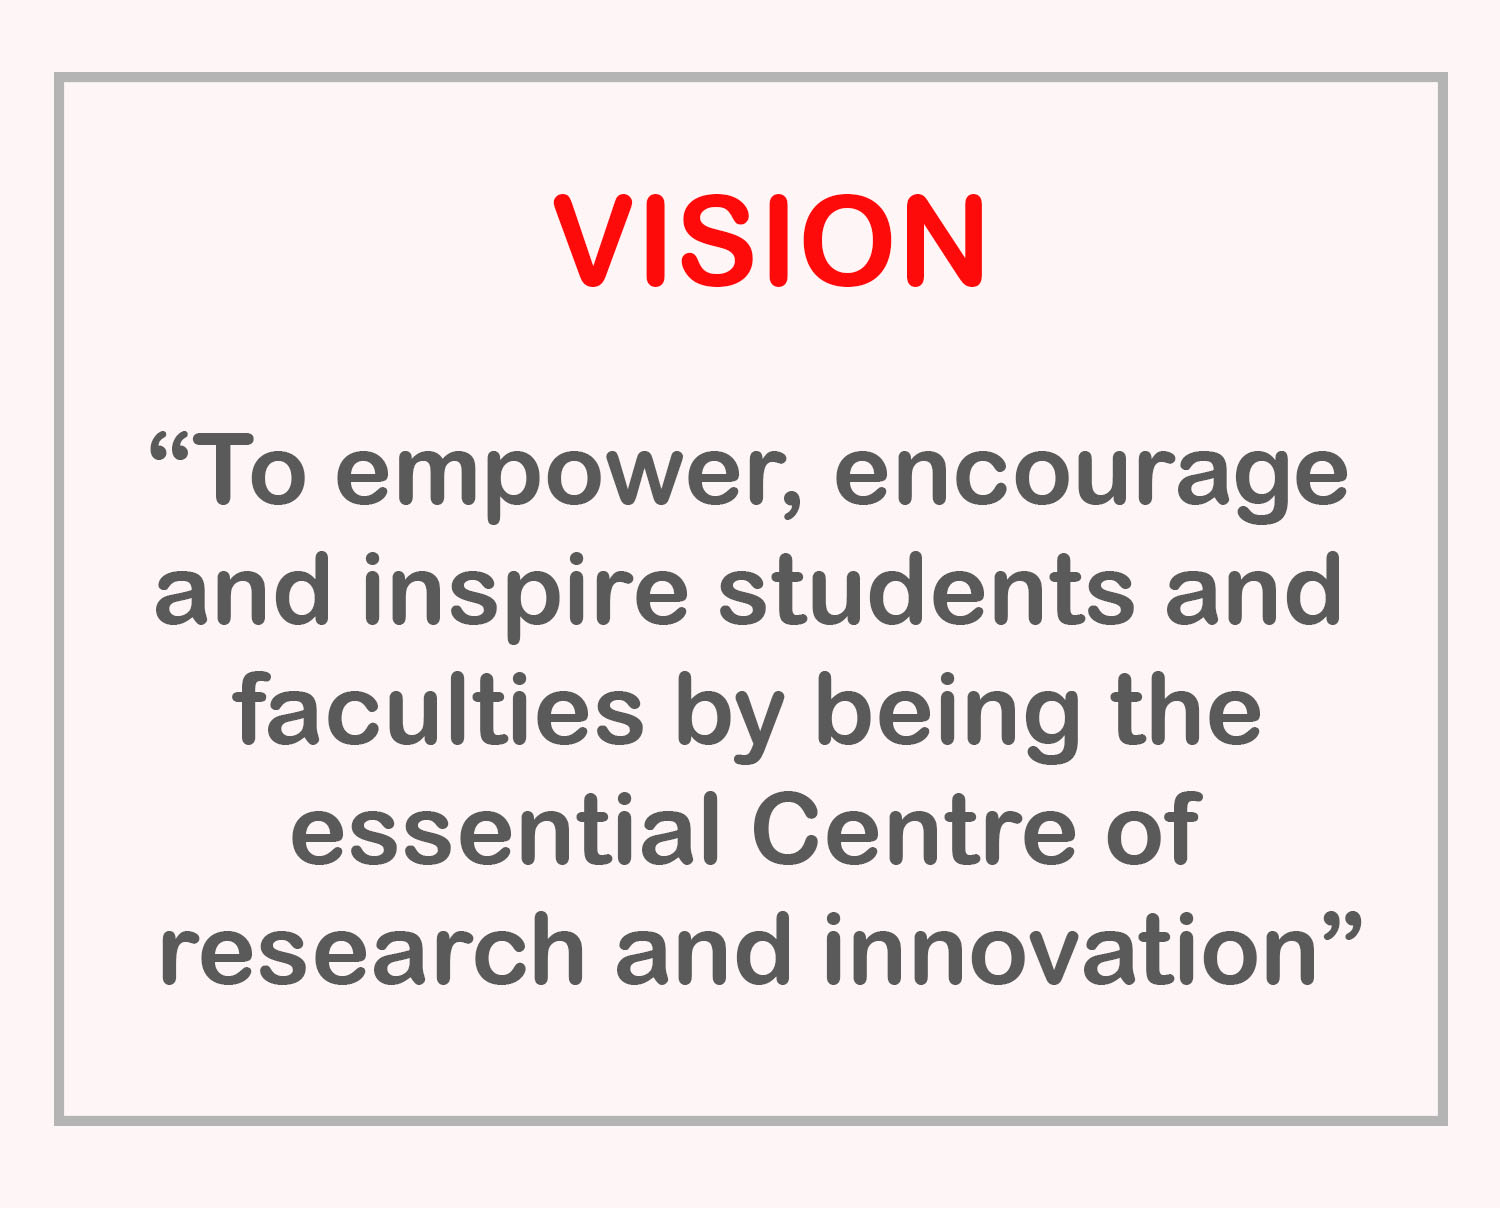 VISION
“To empower, encourage
and inspire students and
faculties by being the
essential Centre of
research and innovation”